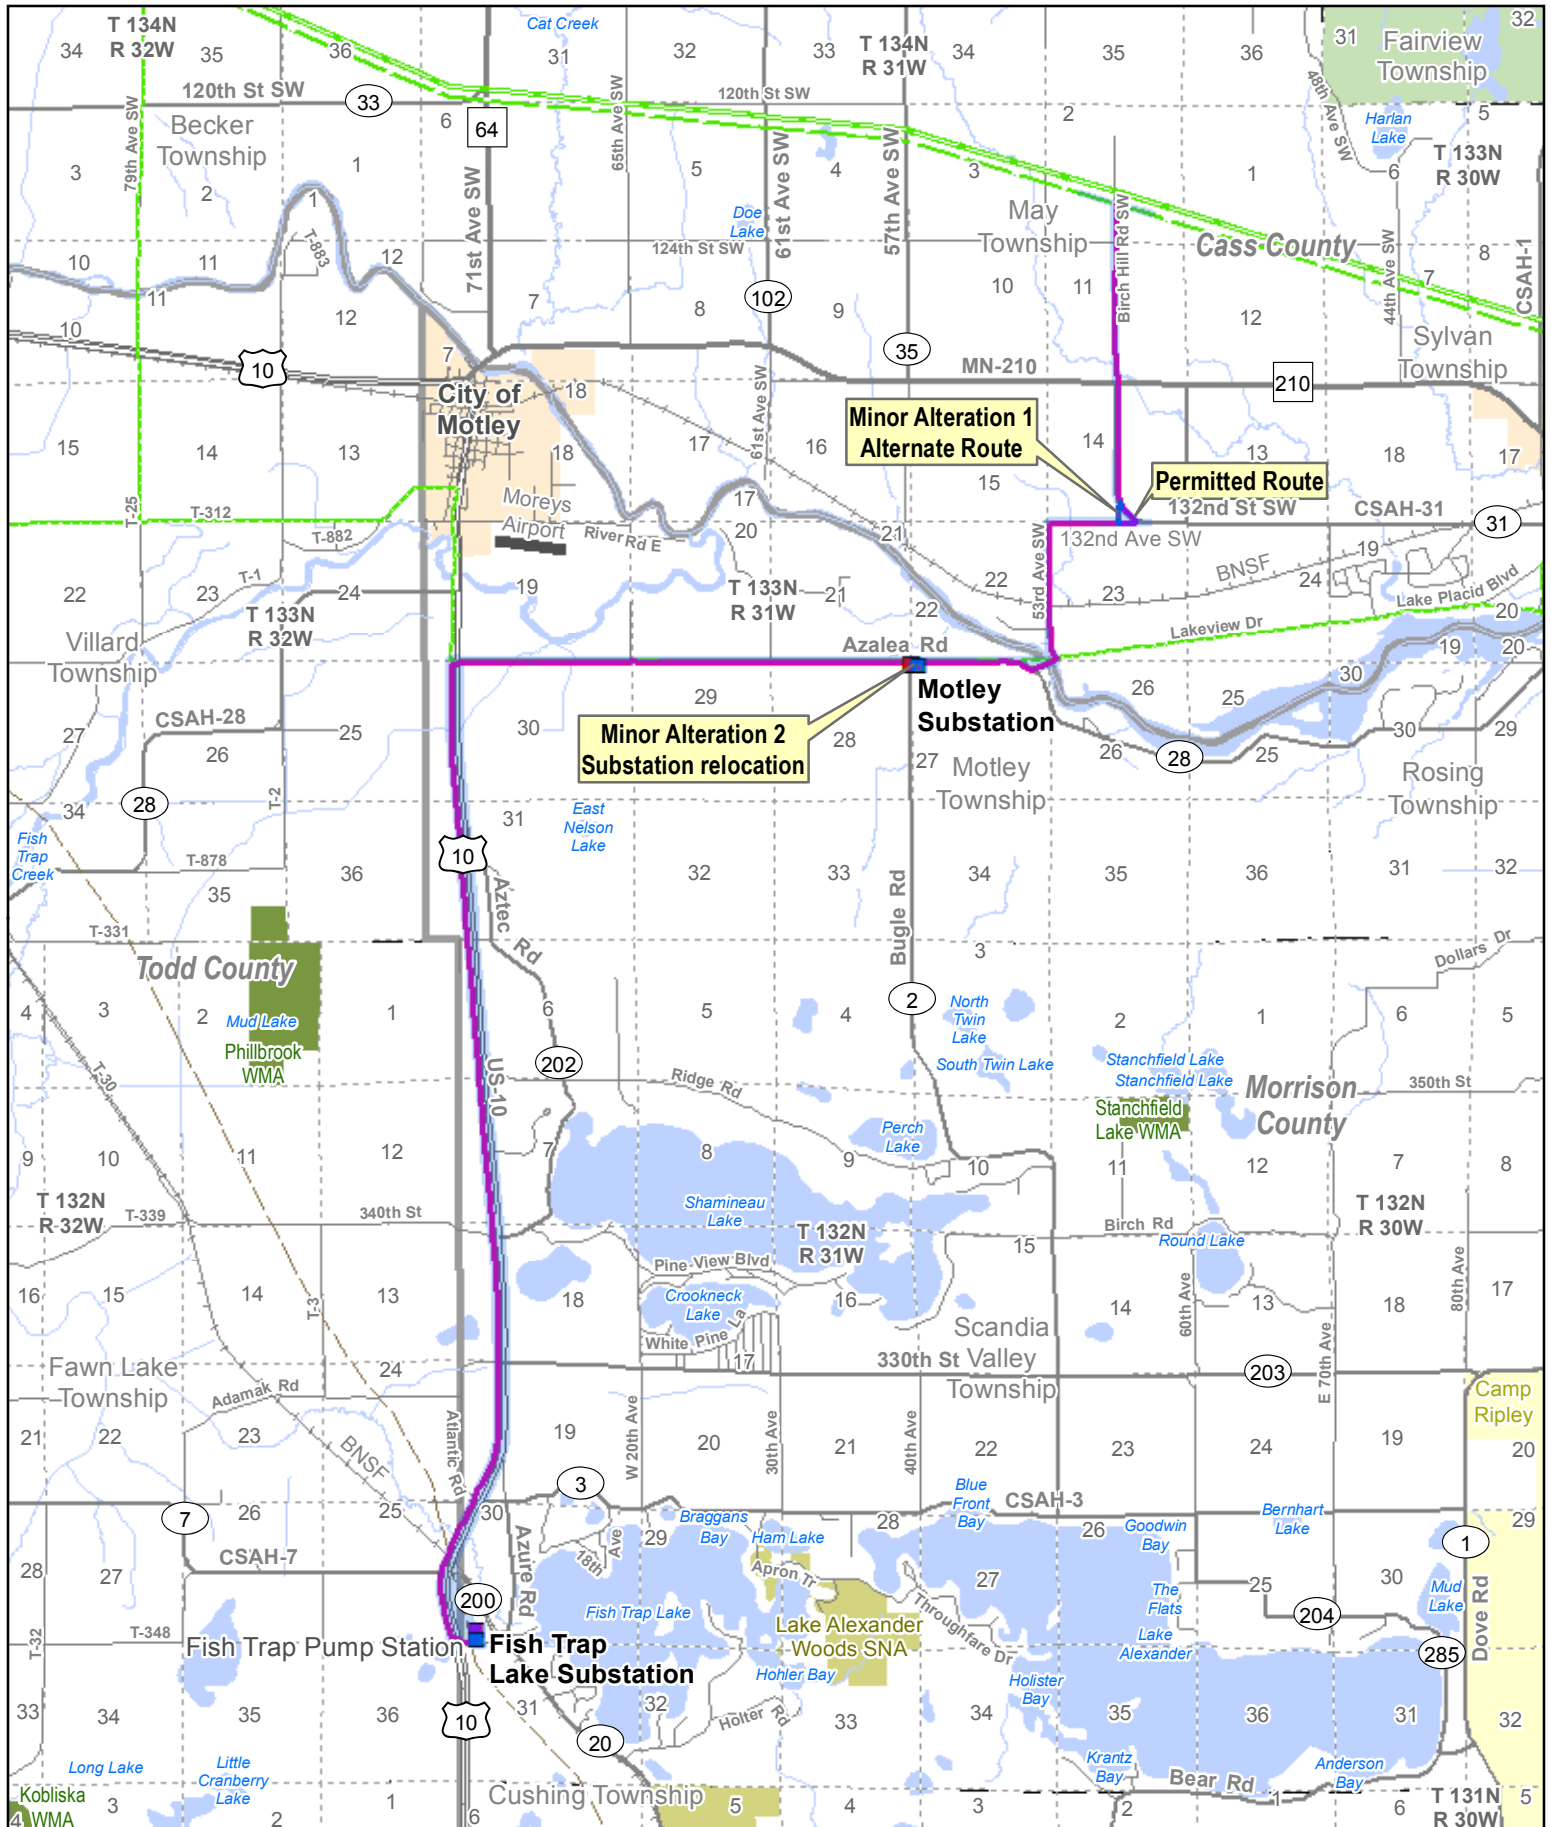 T 134N
R 32W
Cat Creek
T 134N
R 31W
Fairview
Township
34
35
36
31
32
33
34
35
36
31
32
120th St SW
33
120th St SW
48th Ave SW
79th Ave SW
Becker
Township
6
64
65th Ave SW
2
5
Harlan
Lake
T 133N
R 30W
3
2
1
1
5
4
3
1
6
61st Ave SW
57th Ave SW
71st Ave SW
Doe
Lake
May
Township
Birch Hill Rd SW
Cass County
124th St SW
T-883
10
11
12
11
8
7
44th Ave SW
CSAH-1
7
102
8
9
10
11
12
12
10
10
7
35
MN-210
210
Sylvan
Township
City of
Motley
18
61st Ave SW
Minor Alteration 1
Alternate Route
15
14
13
18
17
16
14
13
18
17
15
Permitted Route
132nd St SW
CSAH-31
31
Moreys
Airport
17
T-25
T-312
T-882
River Rd E
20
21
53rd Ave SW
132nd Ave SW
BNSF
19
22
23
T-1
24
19
T 133N
R 31W
21
22
22
23
24
Lake Placid Blvd
20
T 133N
R 32W
Villard
Township
Azalea Rd
Lakeview Dr
19
20
30
26
25
Motley
Substation
29
Minor Alteration 2
Substation relocation
28
30
CSAH-28
25
27
26
27
Motley
Township
26
28
25
30
29
Rosing
Township
28
34
T-2
31
East
Nelson
Lake
Fish
Trap
Creek
10
T-878
36
35
32
33
34
35
36
31
32
Aztec Rd
Bugle Rd
T-331
Todd County
3
Dollars Dr
4
3
2
Mud Lake
1
6
5
4
2
North
Twin
Lake
2
1
6
5
Phillbrook
WMA
202
US-10
South Twin Lake
Stanchfield Lake
Stanchfield Lake
T-30
Ridge Rd
Stanchfield
Lake WMA
Morrison
County
350th St
Perch
Lake
9
10
11
12
7
8
9
10
11
12
7
8
T 132N
R 32W
T-339
340th St
Shamineau
Lake
T 132N
R 31W
T 132N
R 30W
Birch Rd
15
Round Lake
Pine View Blvd
80th Ave
16
15
14
T-3
13
18
Crookneck
Lake
16
14
60th Ave
13
18
17
White Pine La
17
Scandia
Valley
Township
330th St
203
E 70th Ave
Fawn Lake
Township
24
Adamak Rd
Camp
Ripley
21
22
23
BNSF
Atlantic Rd
19
W 20th Ave
20
30th Ave
21
40th Ave
22
23
24
19
20
3
Blue
Front
Bay
CSAH-3
7
26
25
30
Azure Rd
18th Ave
29
Braggans
Bay
Ham Lake
28
26
Goodwin
Bay
Bernhart
Lake
29
1
CSAH-7
28
27
Apron Tr
27
The
Flats
25
30
Mud
Lake
200
Fish Trap Lake
Throughfare Dr
204
Lake
Alexander
T-32
T-348
Fish Trap Pump Station
Fish Trap
Lake Substation
Lake Alexander
Woods SNA
285
Dove Rd
Hohler Bay
Holister
Bay
33
34
35
36
10
31
32
Holter Rd
33
34
35
36
31
32
20
Long Lake
Little
Cranberry
Lake
Krantz
Bay
Bear Rd
Anderson
Bay
Kobliska
WMA
4
3
2
1
6
Cushing Township
5
4
3
2
1
6
T 131N
R 30W
5